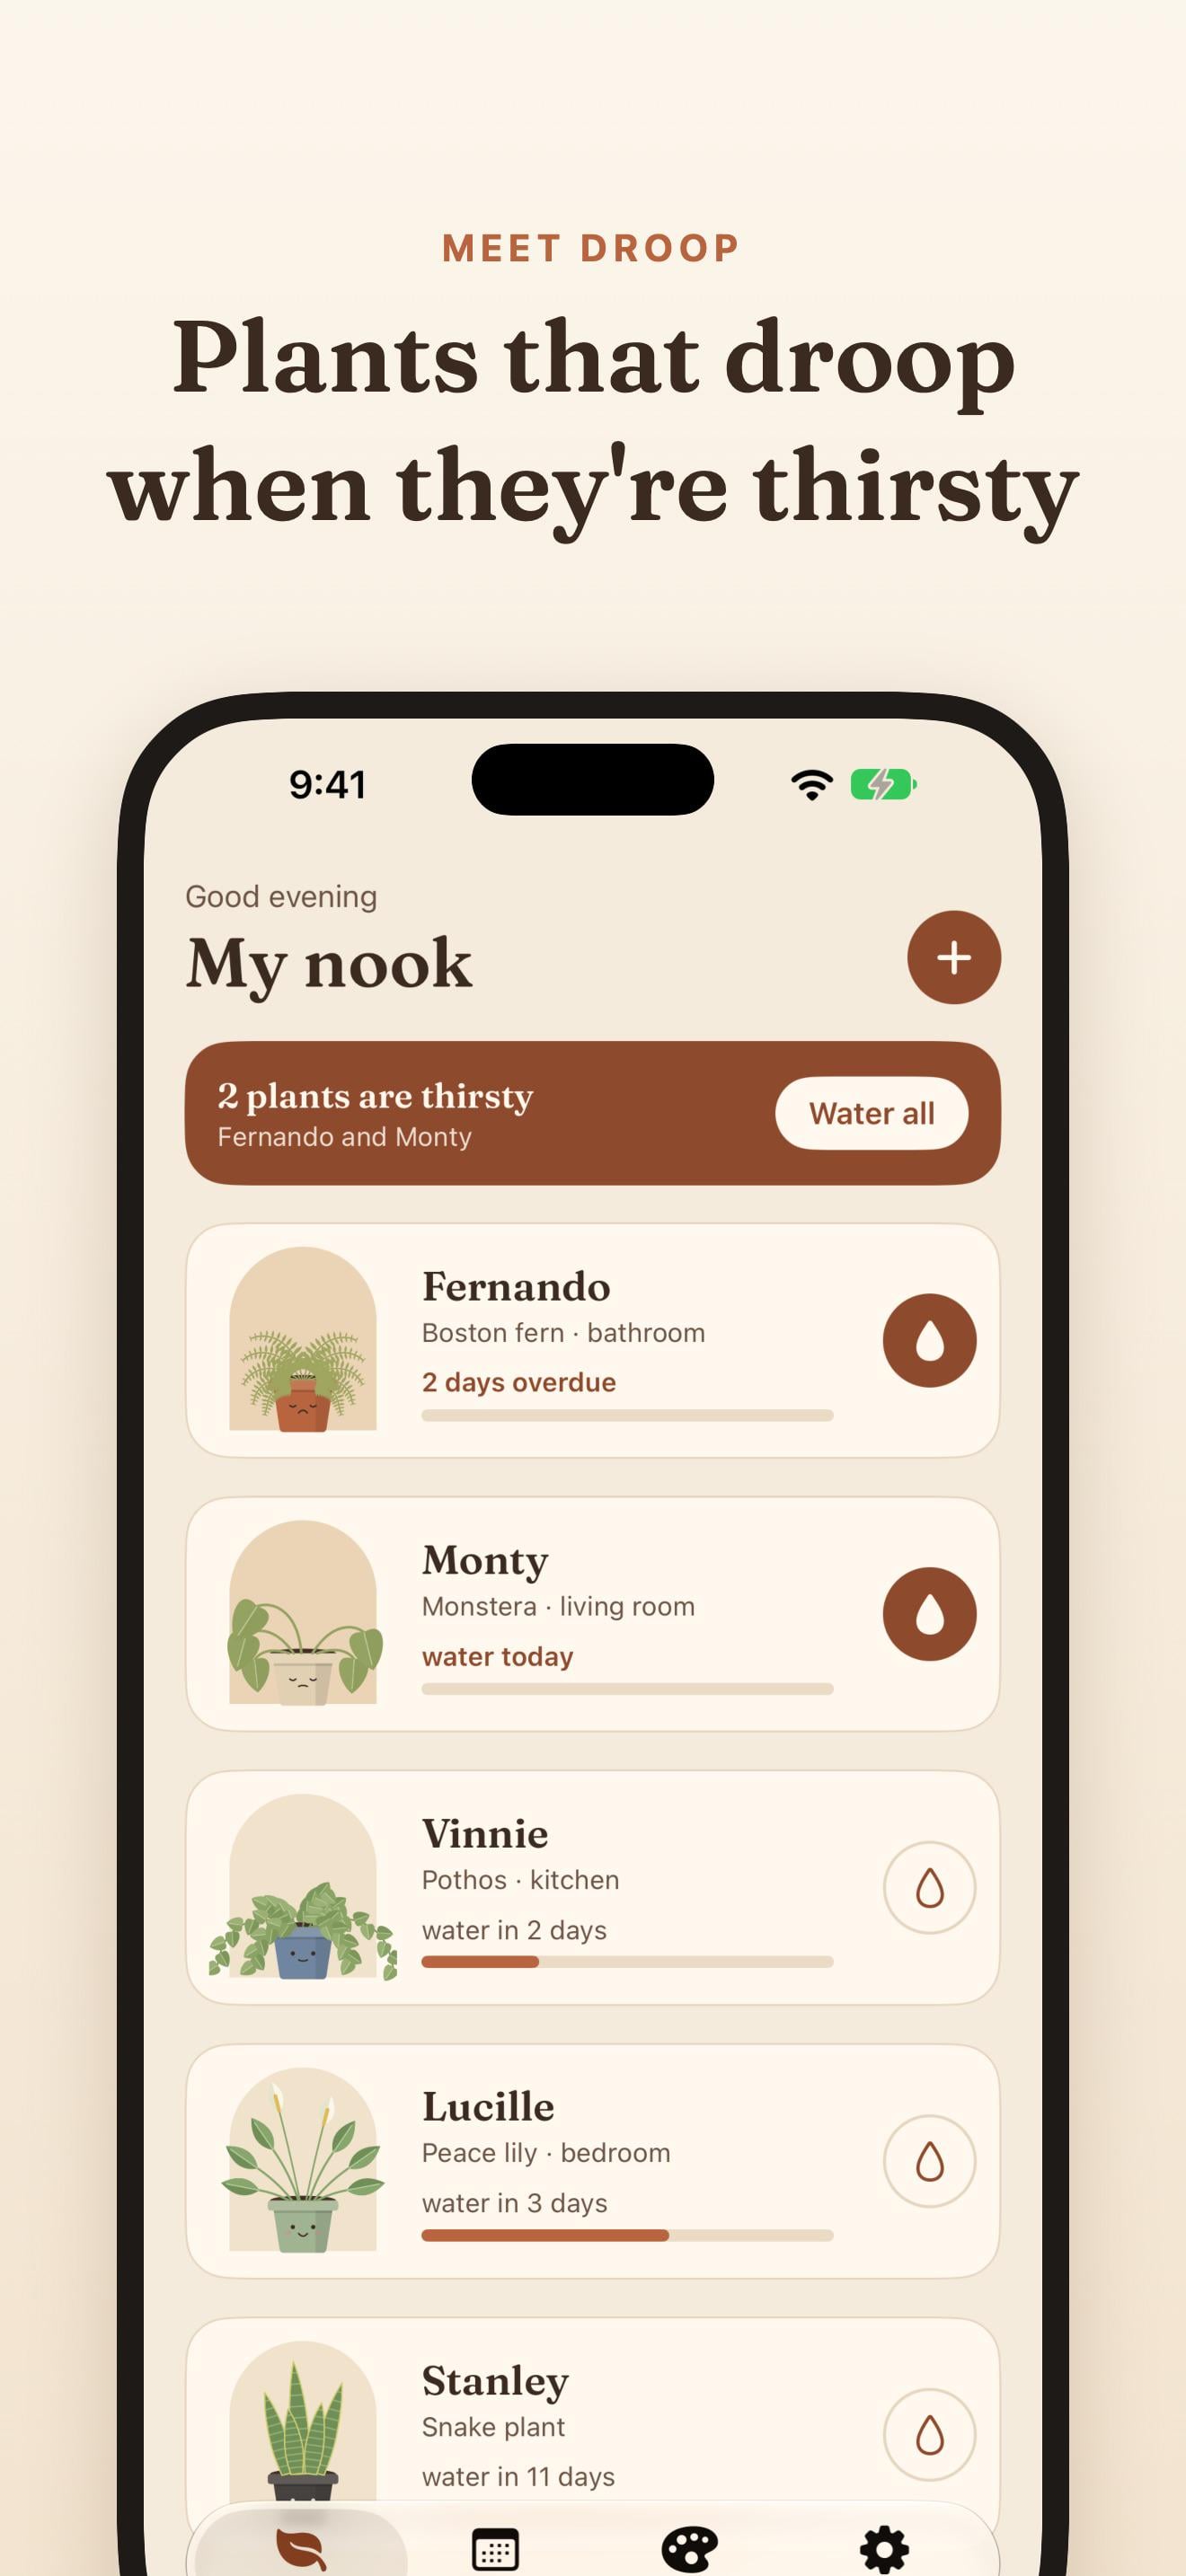 MEET DROOP
Plants that droop
when they're thirsty
9:41
Good evening
My nook
2 plants are thirsty
Fernando and Monty
Water all
Fernando
Boston fern · bathroom
2 days overdue
Monty
Monstera · living room
water today
Vinnie
Pothos · kitchen
water in 2 days
Lucille
Peace lily · bedroom
water in 3 days
Stanley
Snake plant
water in 11 days